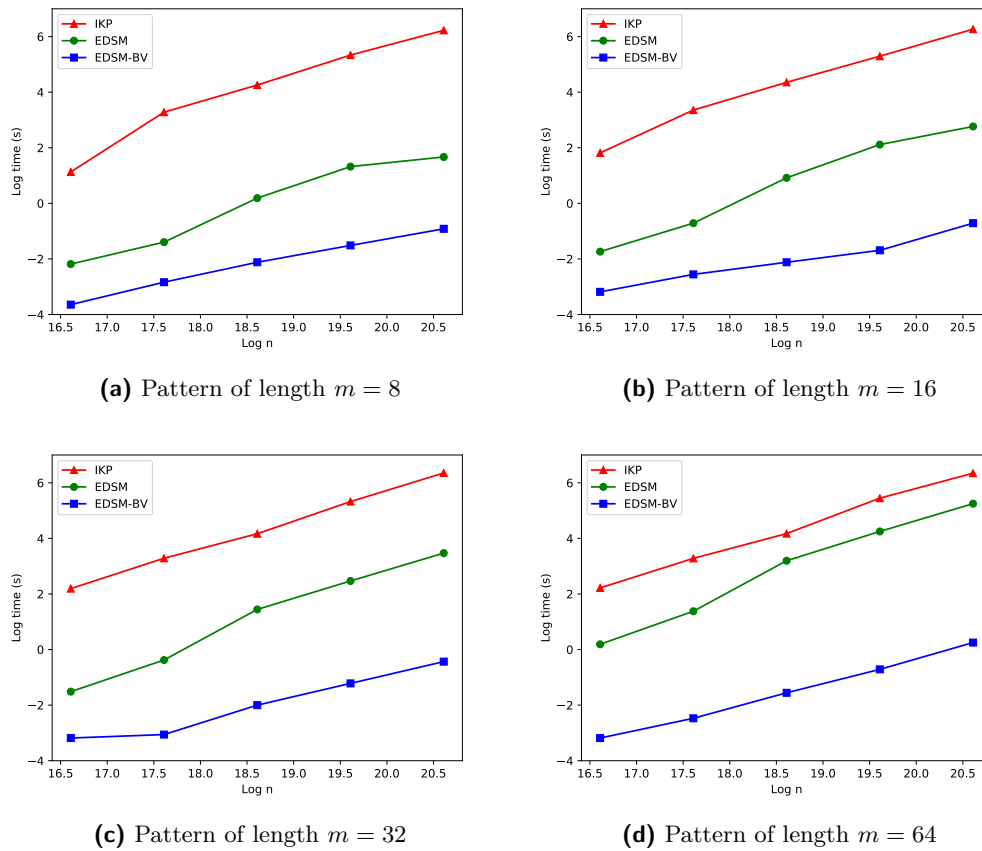 IKP
EDSM
EDSM-BV
6
4
2
0
−2
−4
Log time (s)
16.5 17.0 17.5 18.0 18.5 19.0 19.5 20.0 20.5
Log n
(a) Pattern of length m = 8
IKP
EDSM
EDSM-BV
6
4
2
0
−2
−4
Log time (s)
16.5 17.0 17.5 18.0 18.5 19.0 19.5 20.0 20.5
Log n
(b) Pattern of length m = 16
IKP
EDSM
EDSM-BV
6
4
2
0
−2
−4
Log time (s)
16.5 17.0 17.5 18.0 18.5 19.0 19.5 20.0 20.5
Log n
(c) Pattern of length m = 32
IKP
EDSM
EDSM-BV
6
4
2
0
−2
−4
Log time (s)
16.5 17.0 17.5 18.0 18.5 19.0 19.5 20.0 20.5
Log n
(d) Pattern of length m = 64